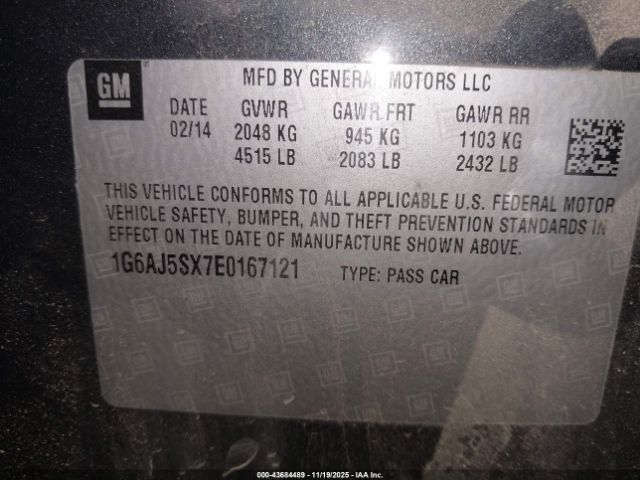 GM
MFD BY GENERAL MOTORS LLC
DATE GVWR GAWR FRT GAWR RR
02/14 2048 KG 945 KG 1103 KG
4515 LB 2083 LB 2432 LB
THIS VEHICLE CONFORMS TO ALL APPLICABLE U.S. FEDERAL MOTOR
VEHICLE SAFETY, BUMPER, AND THEFT PREVENTION STANDARDS IN
EFFECT ON THE DATE OF MANUFACTURE SHOWN ABOVE.
1G6AJ5SX7E0167121 TYPE: PASS CAR
000-43684489 - 11/19/2025 - IAA Inc.